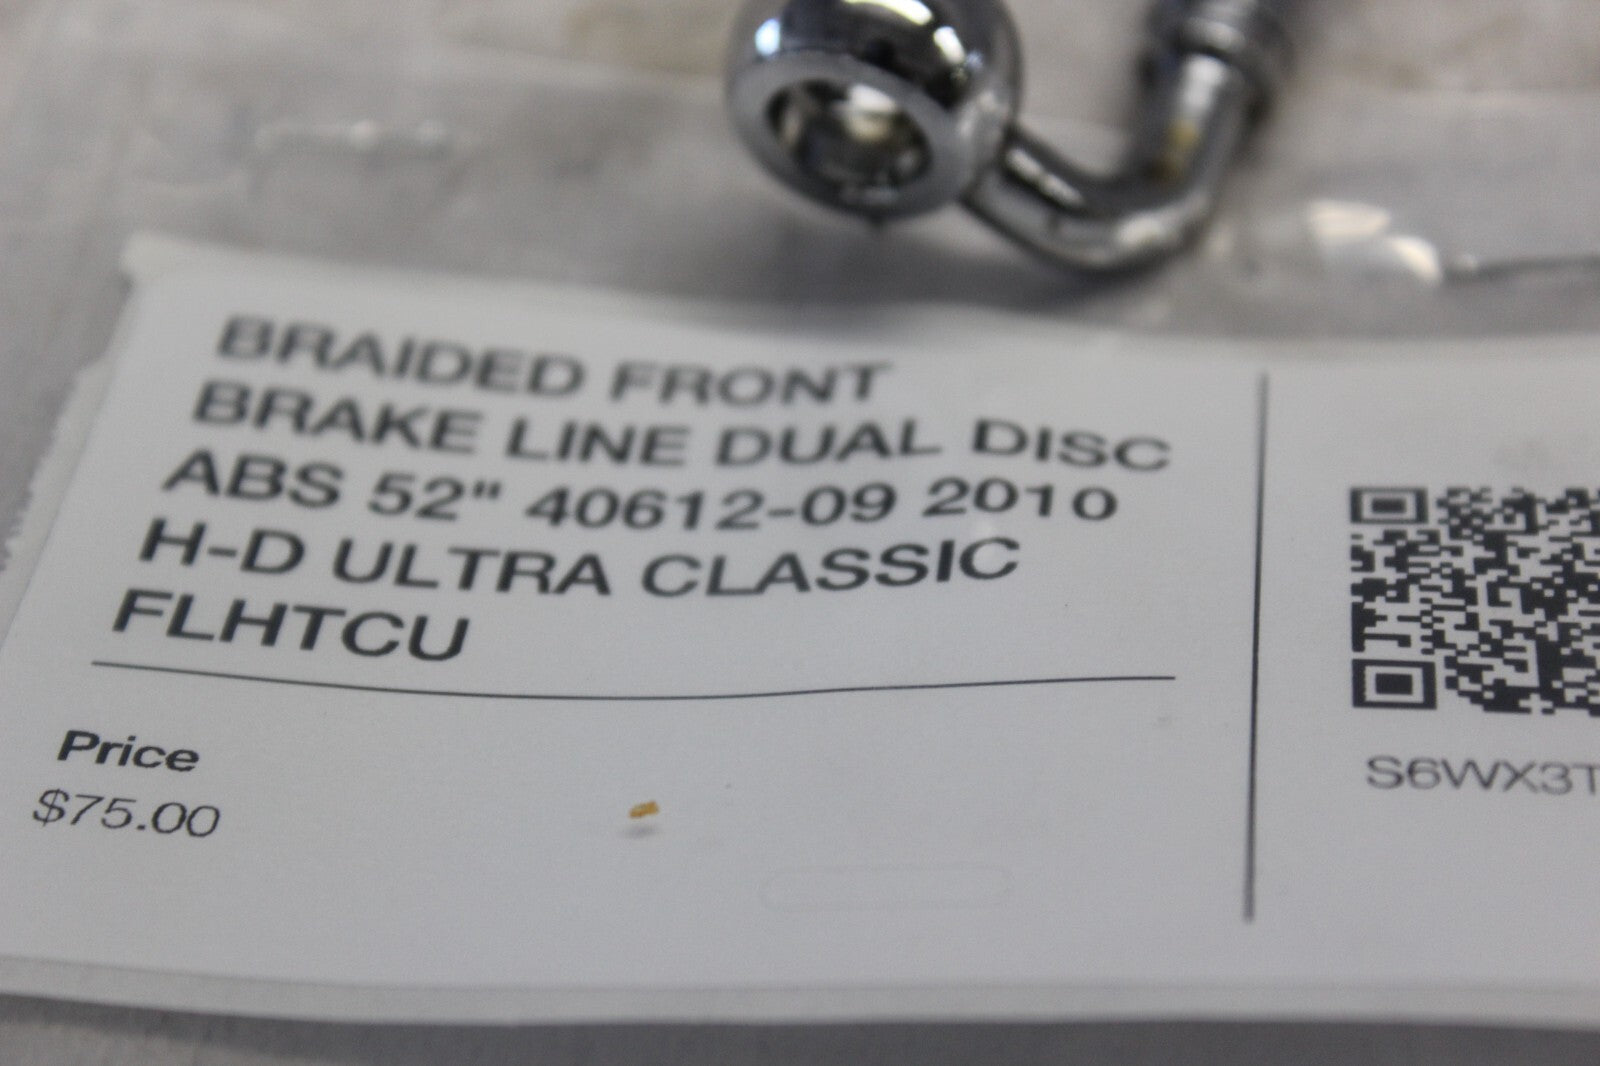 BRAIDED FRONT
BRAKE LINE DUAL DISC
ABS 52" 40612-09 2010
H-D ULTRA CLASSIC
FLHTCU
Price
$75.00
S6WX3T